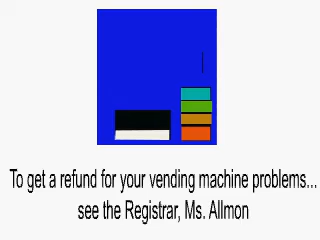 To get a refund for your vending machine problems...
see the Registrar, Ms. Allmon